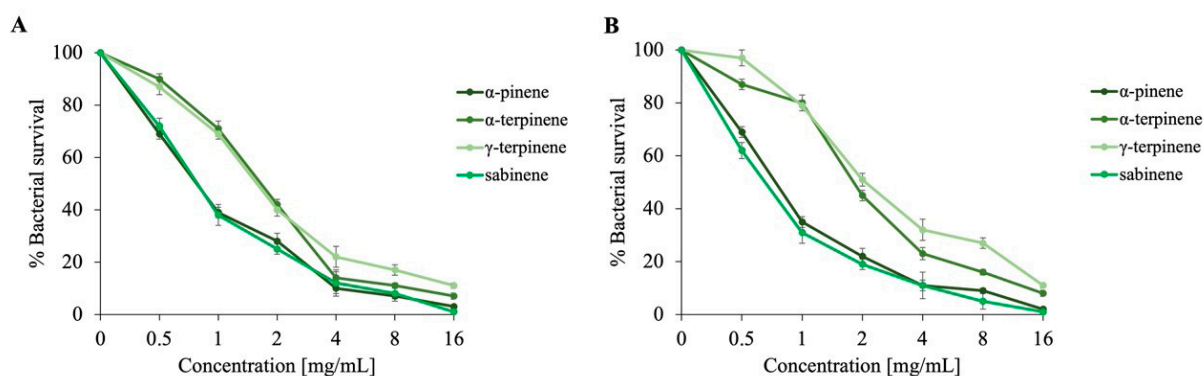 A
% Bacterial survival
100
80
60
40
20
0
0 0.5 1 2 4 8 16
Concentration [mg/mL]
α-pinene
α-terpinene
γ-terpinene
sabinene
B
% Bacterial survival
100
80
60
40
20
0
0 0.5 1 2 4 8 16
Concentration [mg/mL]
α-pinene
α-terpinene
γ-terpinene
sabinene